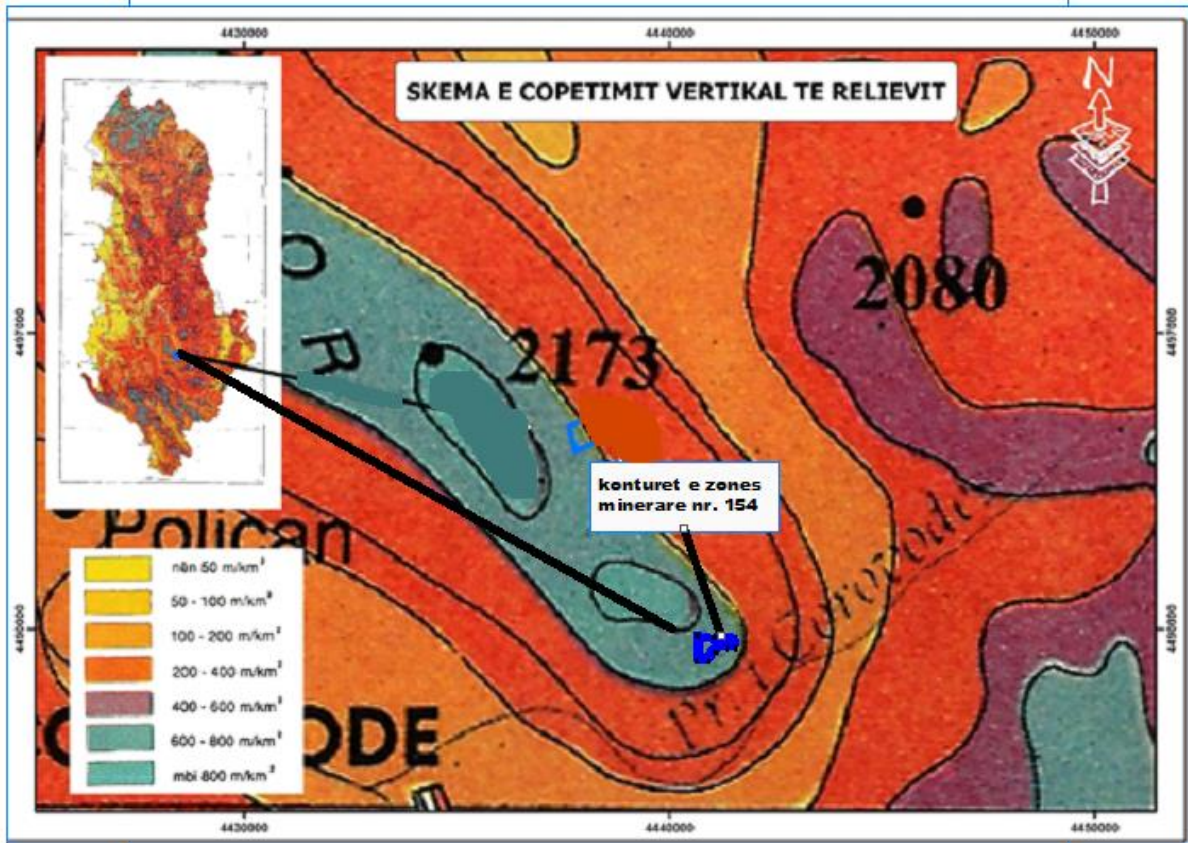 4430000
4440000
4450000
SKEMA E COPETIMIT VERTIKAL TE RELIEVIT
N
O
R
2173
2080
4497000
4497000
konturet e zones
minerare nr. 154
Poliçan
nën 50 m/km²
50 - 100 m/km²
100 - 200 m/km²
200 - 400 m/km²
400 - 600 m/km²
600 - 800 m/km²
mbi 800 m/km²
4490000
ODE
4430000
4440000
4450000